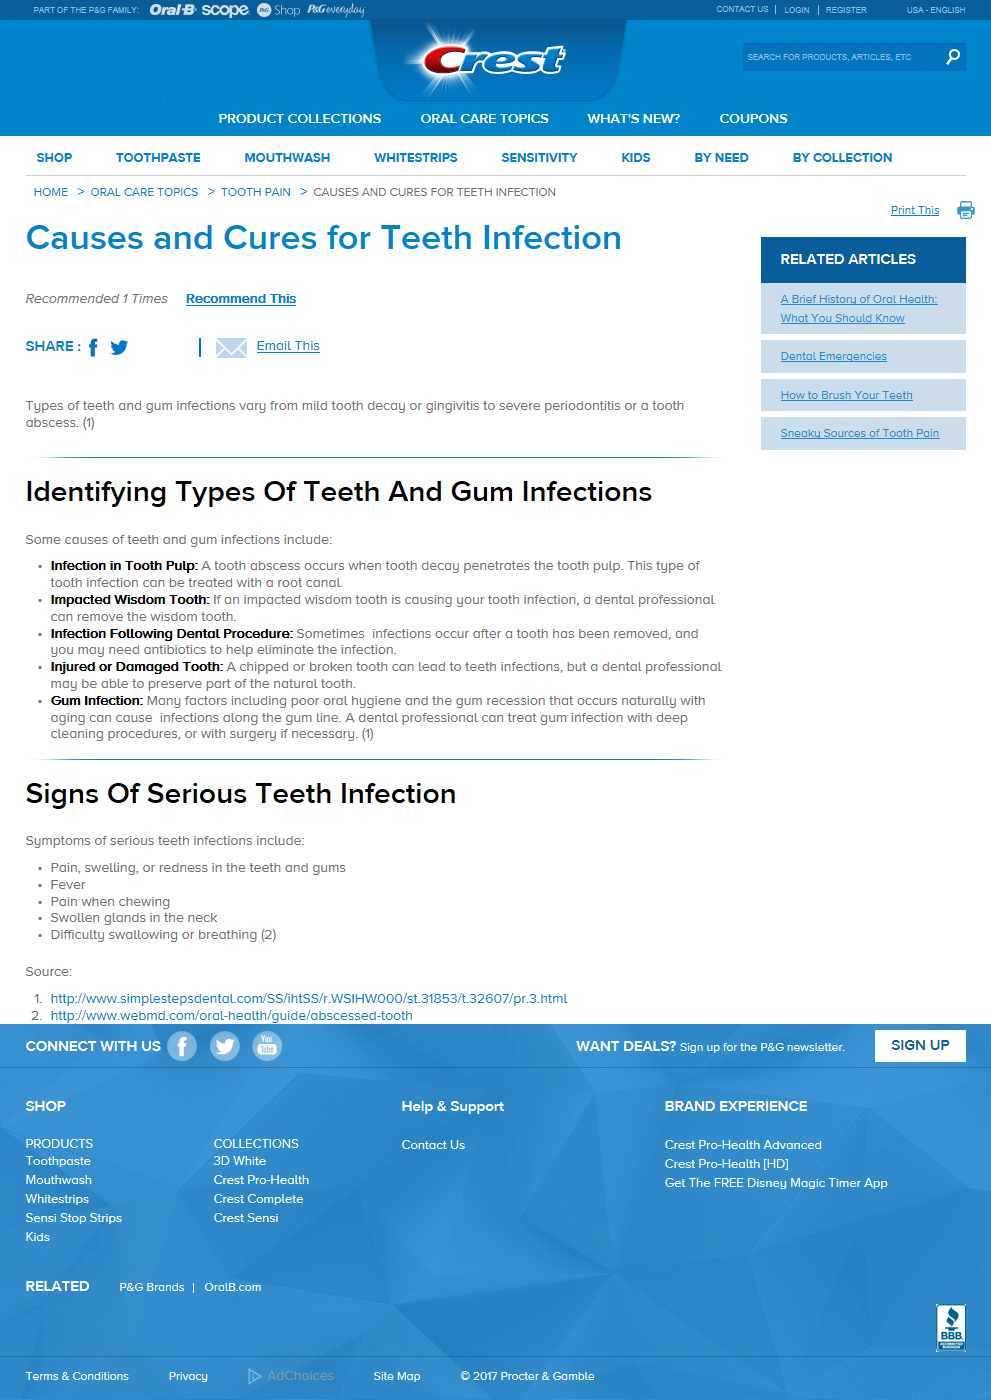 PART OF THE P&G FAMILY: Oral-B scope P&G Shop P&G everyday
CONTACT US | LOGIN | REGISTER USA - ENGLISH
Crest
SEARCH FOR PRODUCTS, ARTICLES, ETC
PRODUCT COLLECTIONS ORAL CARE TOPICS WHAT'S NEW? COUPONS
SHOP TOOTHPASTE MOUTHWASH WHITESTRIPS SENSITIVITY KIDS BY NEED BY COLLECTION
HOME > ORAL CARE TOPICS > TOOTH PAIN > CAUSES AND CURES FOR TEETH INFECTION
Print This
Causes and Cures for Teeth Infection
Recommended 1 Times Recommend This
SHARE : | Email This
Types of teeth and gum infections vary from mild tooth decay or gingivitis to severe periodontitis or a tooth
abscess. (1)
RELATED ARTICLES
A Brief History of Oral Health:
What You Should Know
Dental Emergencies
How to Brush Your Teeth
Sneaky Sources of Tooth Pain
Identifying Types Of Teeth And Gum Infections
Some causes of teeth and gum infections include:
• Infection in Tooth Pulp: A tooth abscess occurs when tooth decay penetrates the tooth pulp. This type of
tooth infection can be treated with a root canal.
• Impacted Wisdom Tooth: If an impacted wisdom tooth is causing your tooth infection, a dental professional
can remove the wisdom tooth.
• Infection Following Dental Procedure: Sometimes infections occur after a tooth has been removed, and
you may need antibiotics to help eliminate the infection.
• Injured or Damaged Tooth: A chipped or broken tooth can lead to teeth infections, but a dental professional
may be able to preserve part of the natural tooth.
• Gum Infection: Many factors including poor oral hygiene and the gum recession that occurs naturally with
aging can cause infections along the gum line. A dental professional can treat gum infection with deep
cleaning procedures, or with surgery if necessary. (1)
Signs Of Serious Teeth Infection
Symptoms of serious teeth infections include:
• Pain, swelling, or redness in the teeth and gums
• Fever
• Pain when chewing
• Swollen glands in the neck
• Difficulty swallowing or breathing (2)
Source:
1. http://www.simplestepsdental.com/SS/ihtSS/r.WSIHW000/st.31853/t.32607/pr.3.html
2. http://www.webmd.com/oral-health/guide/abscessed-tooth
CONNECT WITH US You Tube
WANT DEALS? Sign up for the P&G newsletter. SIGN UP
SHOP
PRODUCTS
Toothpaste
Mouthwash
Whitestrips
Sensi Stop Strips
Kids
COLLECTIONS
3D White
Crest Pro-Health
Crest Complete
Crest Sensi
Help & Support
Contact Us
BRAND EXPERIENCE
Crest Pro-Health Advanced
Crest Pro-Health [HD]
Get The FREE Disney Magic Timer App
RELATED P&G Brands | OralB.com
BBB.
ACCREDITED
BUSINESS
Terms & Conditions Privacy AdChoices Site Map © 2017 Procter & Gamble